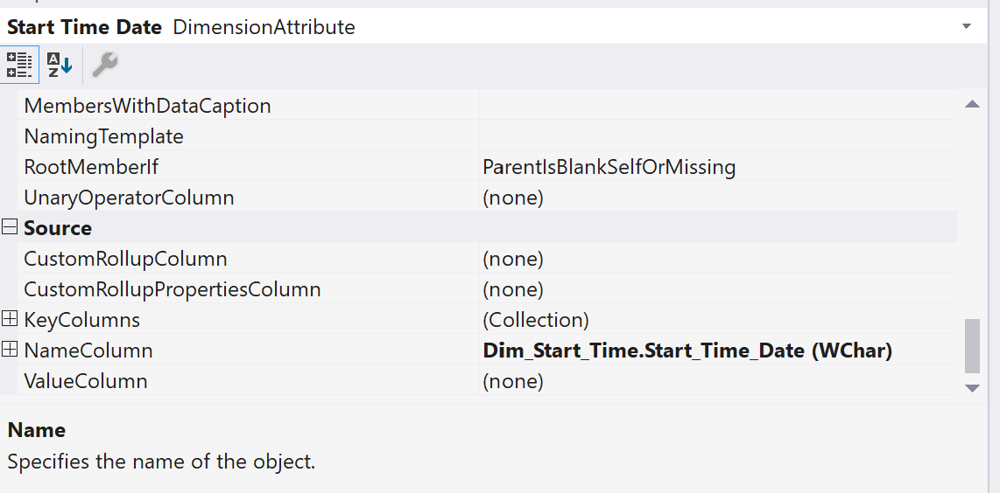 Start Time Date DimensionAttribute
A
Z
MembersWithDataCaption
NamingTemplate
RootMemberIf ParentIsBlankSelfOrMissing
UnaryOperatorColumn (none)
Source
CustomRollupColumn (none)
CustomRollupPropertiesColumn (none)
KeyColumns (Collection)
NameColumn Dim_Start_Time.Start_Time_Date (WChar)
ValueColumn (none)
Name
Specifies the name of the object.